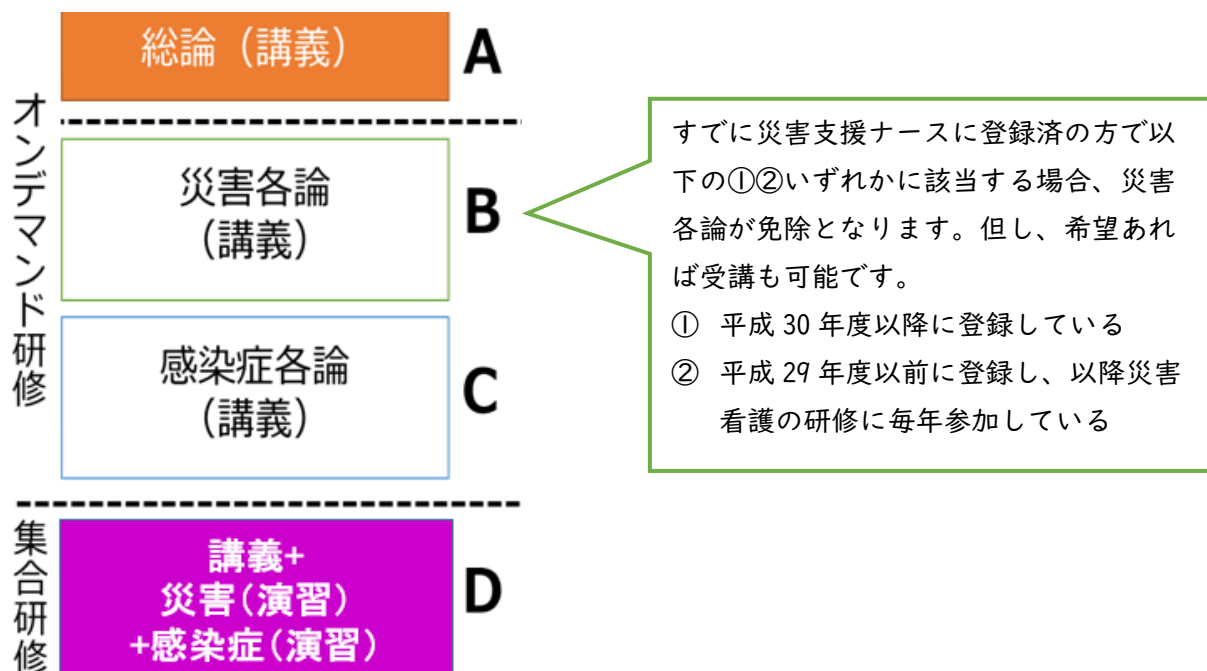 総論（講義）
A
オンデマンド研修
災害各論
（講義）
B
すでに災害支援ナースに登録済の方で以
下の①②いずれかに該当する場合、災害
各論が免除となります。但し、希望あれ
ば受講も可能です。
① 平成 30 年度以降に登録している
② 平成 29 年度以前に登録し、以降災害
看護の研修に毎年参加している
感染症各論
（講義）
C
集合研修
講義+
災害(演習)
+感染症(演習)
D